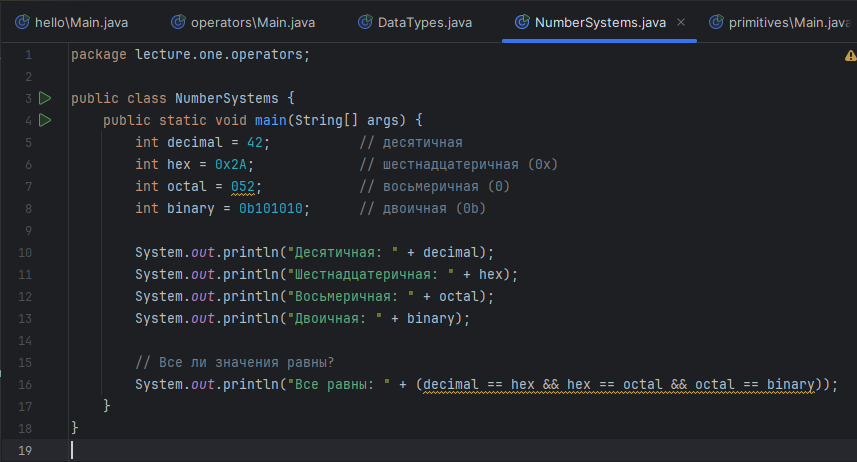 hello\Main.java operators\Main.java DataTypes.java NumberSystems.java primitives\Main.java
1 package lecture.one.operators;
2
3 public class NumberSystems {
4 public static void main(String[] args) {
5 int decimal = 42; // десятичная
6 int hex = 0x2A; // шестнадцатеричная (0x)
7 int octal = 052; // восьмеричная (0)
8 int binary = 0b101010; // двоичная (0b)
9
10 System.out.println("Десятичная: " + decimal);
11 System.out.println("Шестнадцатеричная: " + hex);
12 System.out.println("Восьмеричная: " + octal);
13 System.out.println("Двоичная: " + binary);
14
15 // Все ли значения равны?
16 System.out.println("Все равны: " + (decimal == hex && hex == octal && octal == binary));
17 }
18 }
19